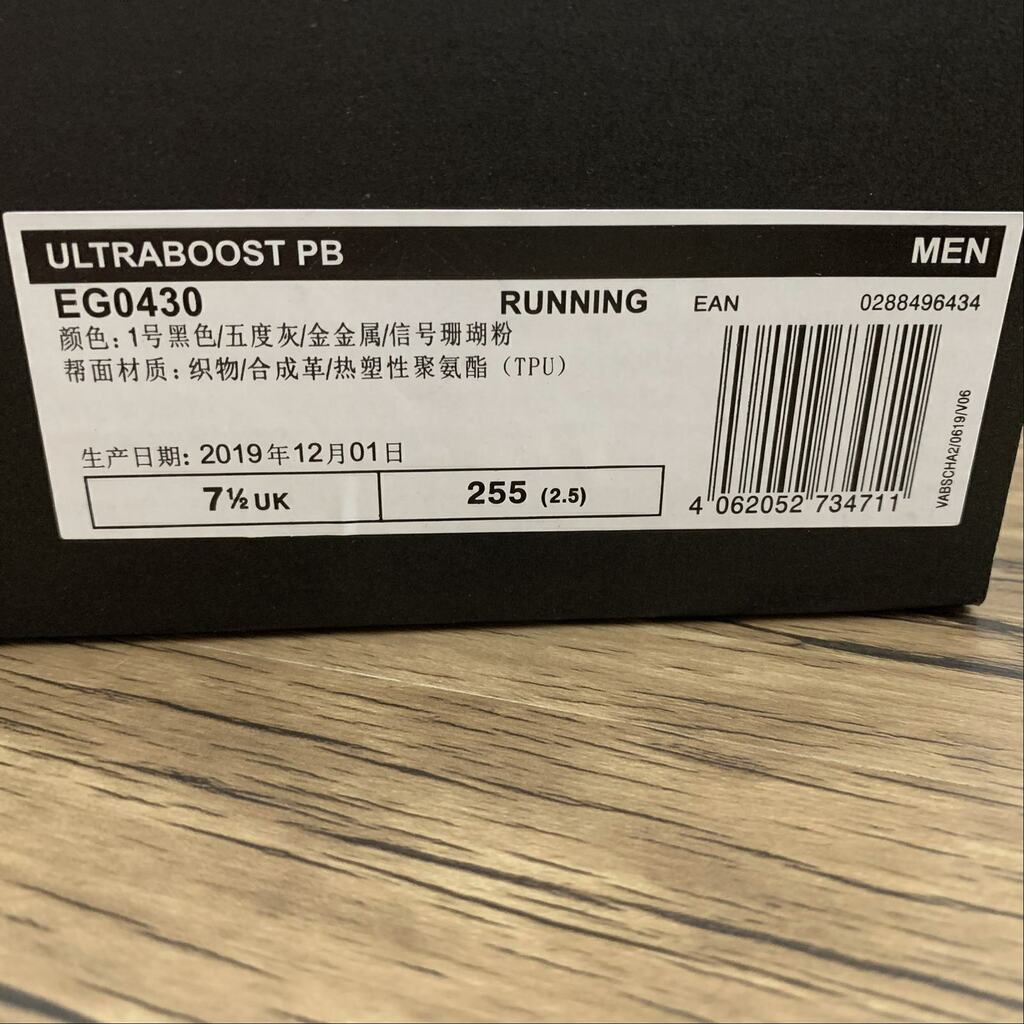 ULTRABOOST PB MEN
EG0430 RUNNING EAN 0288496434
颜色: 1号黑色/五度灰/金金属/信号珊瑚粉
帮面材质: 织物/合成革/热塑性聚氨酯（TPU）
生产日期: 2019年12月01日
7½ UK 255 (2.5)
4 062052 734711
VABSCHA2/0619/V06